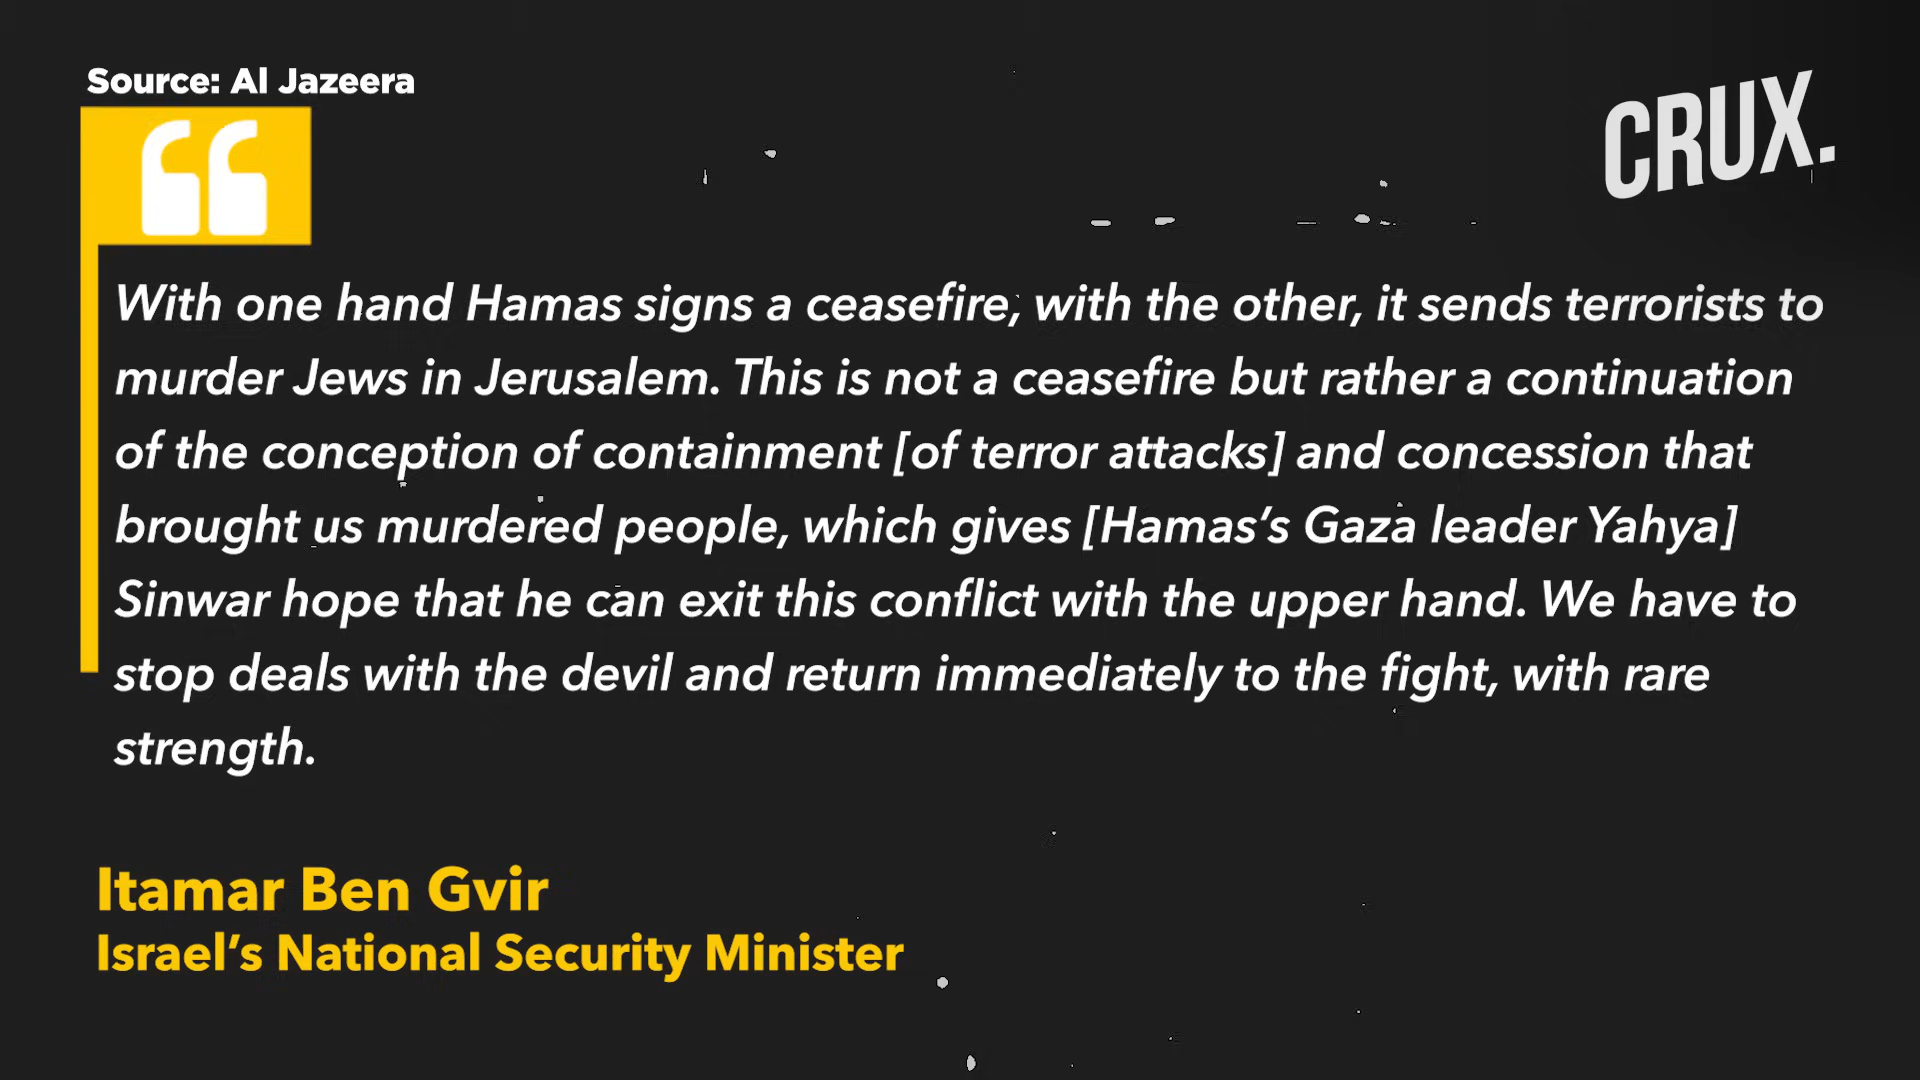 Source: Al Jazeera
CRUX.
“
With one hand Hamas signs a ceasefire, with the other, it sends terrorists to
murder Jews in Jerusalem. This is not a ceasefire but rather a continuation
of the conception of containment [of terror attacks] and concession that
brought us murdered people, which gives [Hamas‘s Gaza leader Yahya]
Sinwar hope that he can exit this conflict with the upper hand. We have to
stop deals with the devil and return immediately to the fight, with rare
strength.
Itamar Ben Gvir
Israel’s National Security Minister